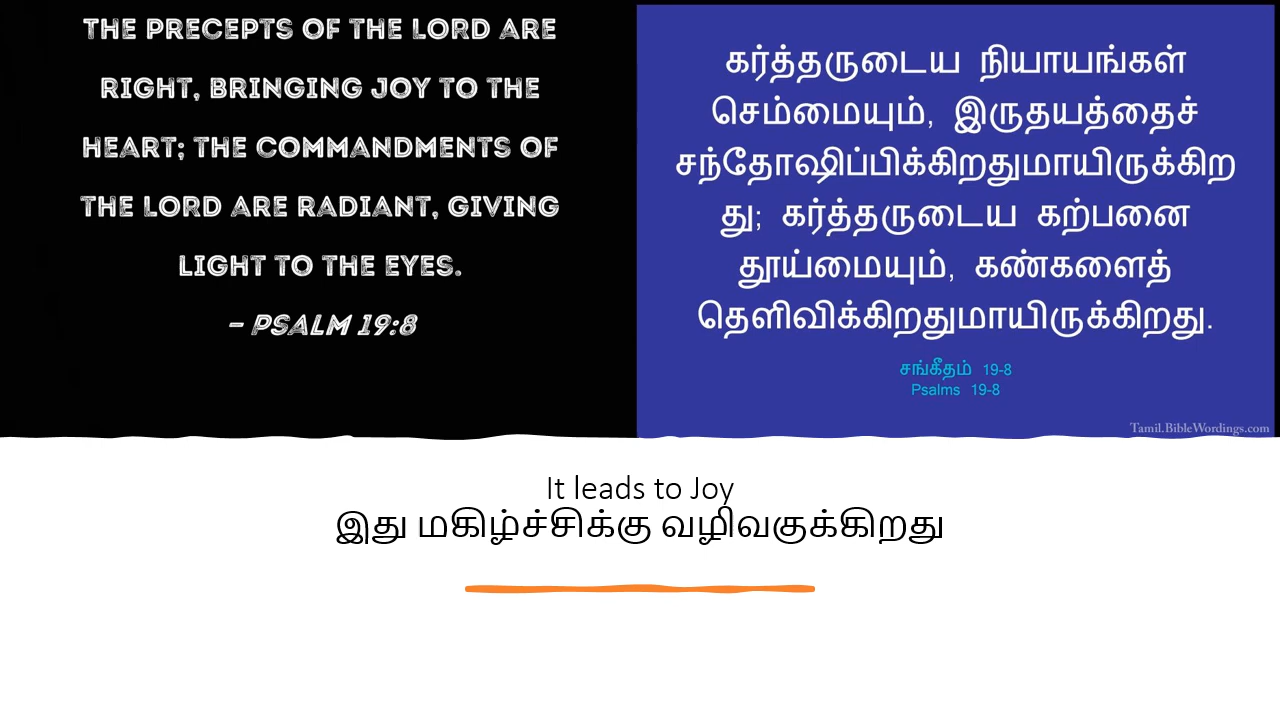 THE PRECEPTS OF THE LORD ARE
RIGHT, BRINGING JOY TO THE
HEART; THE COMMANDMENTS OF
THE LORD ARE RADIANT, GIVING
LIGHT TO THE EYES.
– PSALM 19:8
கர்த்தருடைய நியாயங்கள்
செம்மையும், இருதயத்தைச்
சந்தோஷிப்பிக்கிறதுமாயிருக்கிற
து; கர்த்தருடைய கற்பனை
தூய்மையும், கண்களைத்
தெளிவிக்கிறதுமாயிருக்கிறது.
சங்கீதம் 19-8
Psalms 19-8
Tamil.BibleWordings.com
It leads to Joy
இது மகிழ்ச்சிக்கு வழிவகுக்கிறது